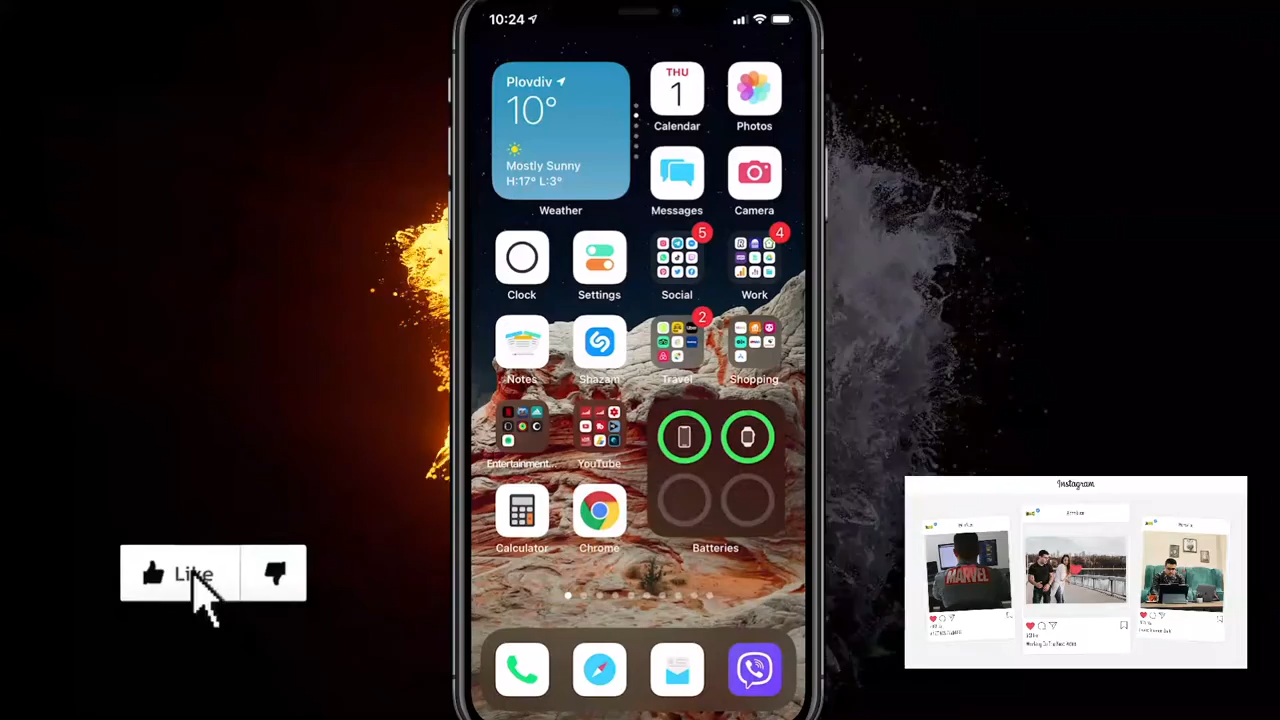 10:24
Plovdiv
10°
Mostly Sunny
H:17° L:3°
Weather
THU
1
Calendar
Photos
Messages
Camera
5
4
Clock
Settings
Social
Work
2
Notes
Shazam
Travel
Shopping
Entertainment...
YouTube
Calculator
Chrome
Batteries
Like
Instagram
MARVEL